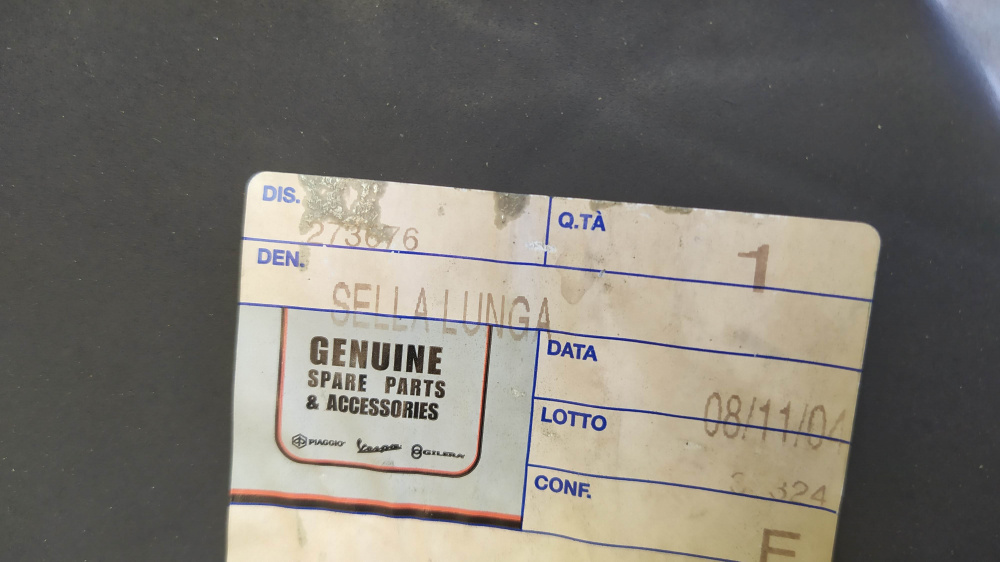 DIS.
Q.TÀ
273676
1
DEN.
SELLA LUNGA
GENUINE
SPARE PARTS
& ACCESSORIES
PIAGGIO Vespa GILERA
DATA
08/11/04
LOTTO
CONF.
E